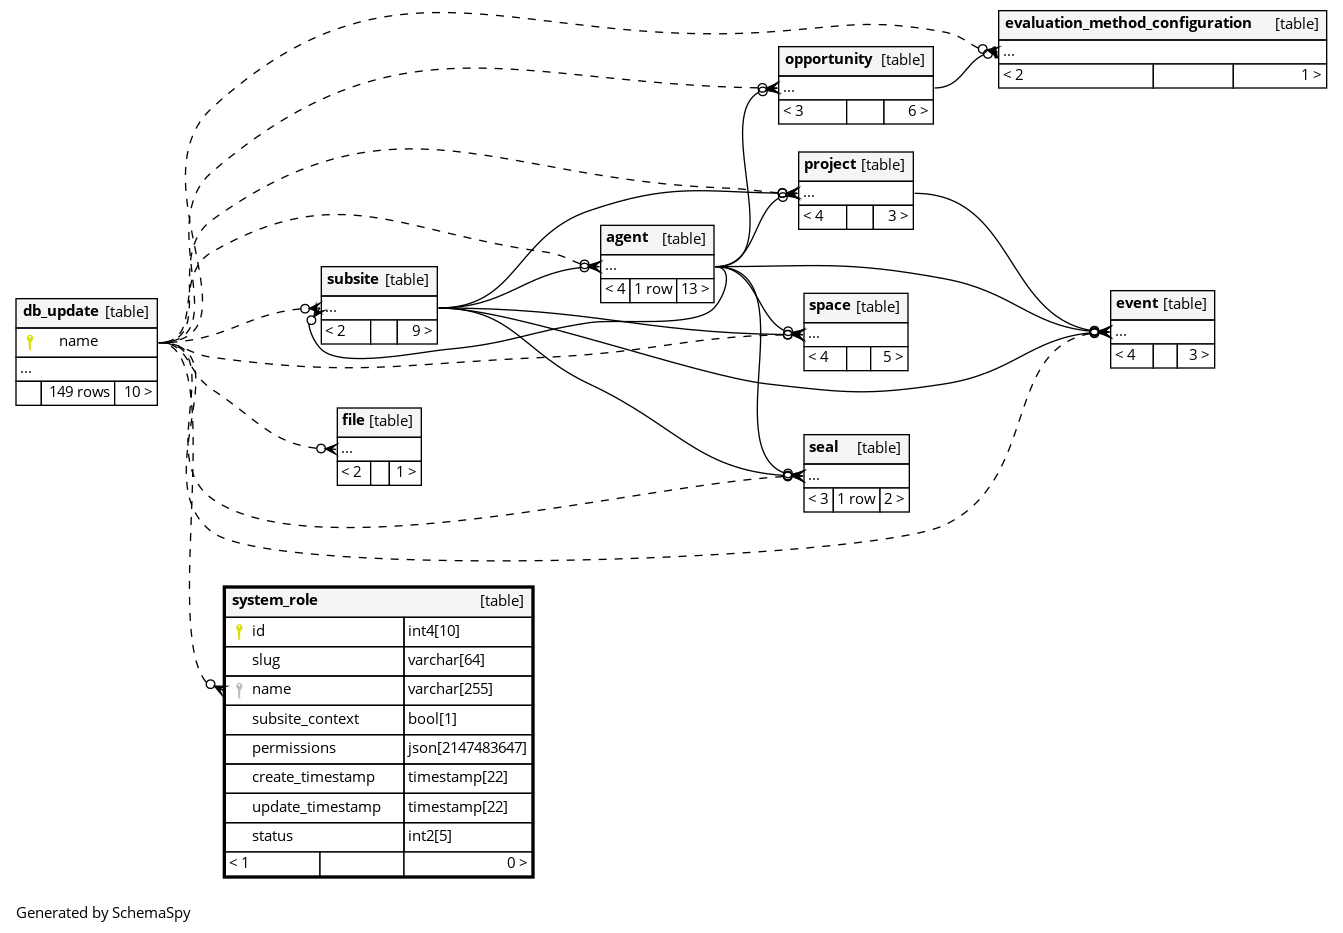 evaluation_method_configuration [table]
...
< 2 1 >
opportunity [table]
...
< 3 6 >
project [table]
...
< 4 3 >
agent [table]
...
< 4 1 row 13 >
subsite [table]
...
< 2 9 >
db_update [table]
name
...
149 rows 10 >
space [table]
...
< 4 5 >
event [table]
...
< 4 3 >
file [table]
...
< 2 1 >
seal [table]
...
< 3 1 row 2 >
system_role [table]
id int4[10]
slug varchar[64]
name varchar[255]
subsite_context bool[1]
permissions json[2147483647]
create_timestamp timestamp[22]
update_timestamp timestamp[22]
status int2[5]
< 1 0 >
Generated by SchemaSpy